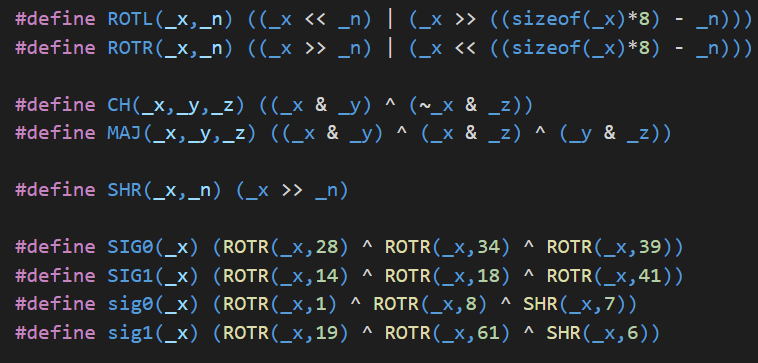 #define ROTL(_x,_n) ((_x << _n) | (_x >> ((sizeof(_x)*8) - _n)))
#define ROTR(_x,_n) ((_x >> _n) | (_x << ((sizeof(_x)*8) - _n)))
#define CH(_x,_y,_z) ((_x & _y) ^ (~_x & _z))
#define MAJ(_x,_y,_z) ((_x & _y) ^ (_x & _z) ^ (_y & _z))
#define SHR(_x,_n) (_x >> _n)
#define SIG0(_x) (ROTR(_x,28) ^ ROTR(_x,34) ^ ROTR(_x,39))
#define SIG1(_x) (ROTR(_x,14) ^ ROTR(_x,18) ^ ROTR(_x,41))
#define sig0(_x) (ROTR(_x,1) ^ ROTR(_x,8) ^ SHR(_x,7))
#define sig1(_x) (ROTR(_x,19) ^ ROTR(_x,61) ^ SHR(_x,6))